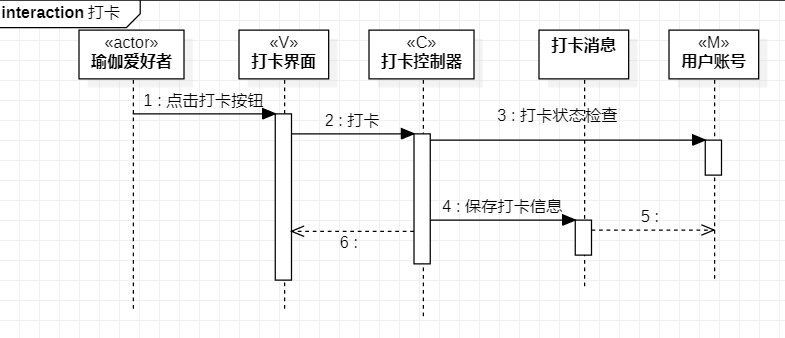 interaction 打卡
«actor»
瑜伽爱好者
«V»
打卡界面
«C»
打卡控制器
打卡消息
«M»
用户账号
1 : 点击打卡按钮
2 : 打卡
3 : 打卡状态检查
4 : 保存打卡信息
5 :
6 :